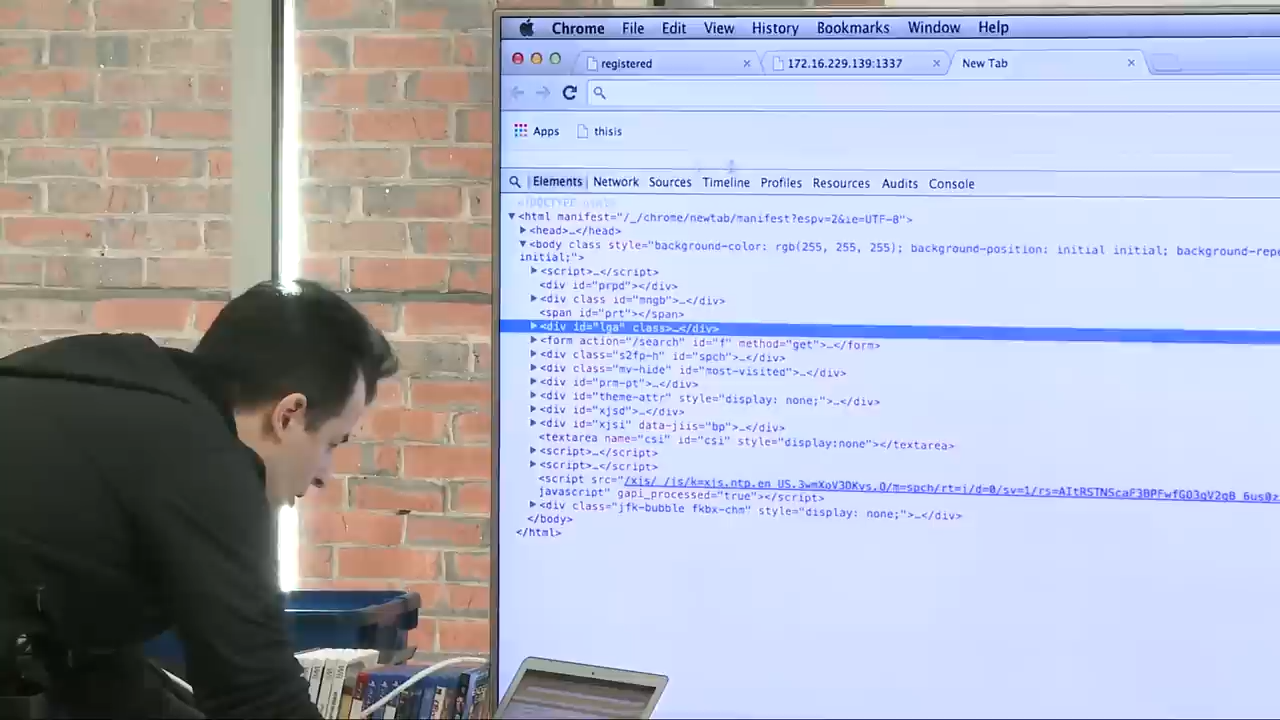 Chrome File Edit View History Bookmarks Window Help
registered 172.16.229.139:1337 New Tab
Apps thisis
Elements Network Sources Timeline Profiles Resources Audits Console
<html manifest="/_/chrome/newtab/manifest?espv=2&ie=UTF-8">
<head>…</head>
<body class style="background-color: rgb(255, 255, 255); background-position: initial initial; background-repe
initial;">
<script>…</script>
<div id="prpd"></div>
<div class id="mngb">…</div>
<span id="prt"></span>
<div id="lga" class>…</div>
<form action="/search" id="f" method="get">…</form>
<div class="s2fp-h" id="spch">…</div>
<div class="mv-hide" id="most-visited">…</div>
<div id="prm-pt">…</div>
<div id="theme-attr" style="display: none;">…</div>
<div id="xjsd">…</div>
<div id="xjsi" data-jiis="bp">…</div>
<textarea name="csi" id="csi" style="display:none"></textarea>
<script>…</script>
<script>…</script>
<script src="
javascript" gapi_processed="true"></script>
<div class="jfk-bubble fkbx-chm" style="display: none;">…</div>
</body>
</html>